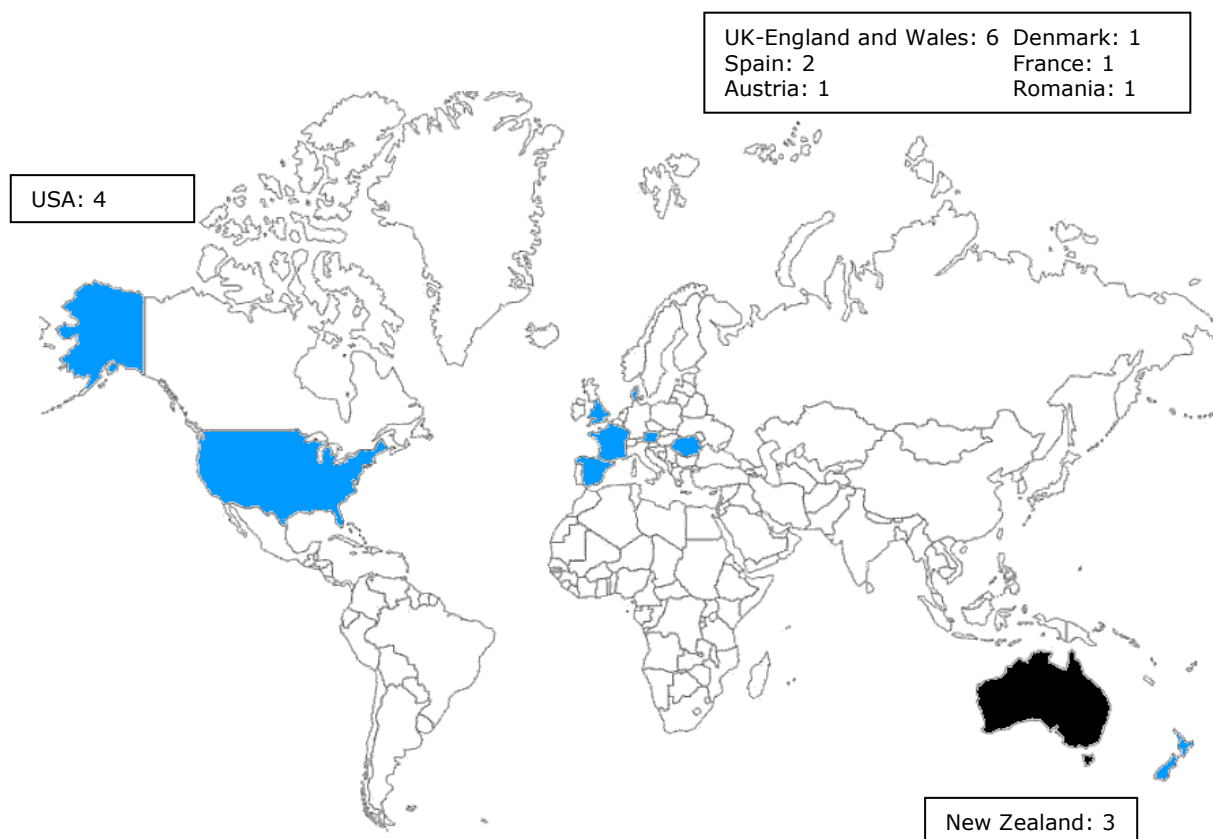 UK-England and Wales: 6 Denmark: 1
Spain: 2 France: 1
Austria: 1 Romania: 1
USA: 4
New Zealand: 3